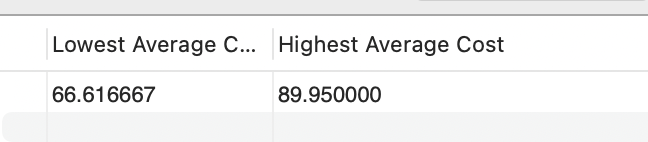 Lowest Average C... Highest Average Cost
66.616667 89.950000